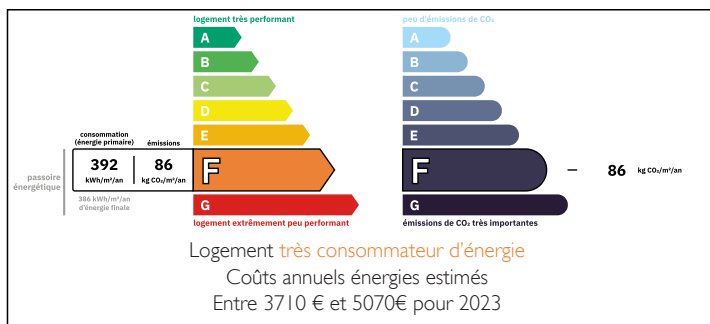 logement très performant
A
B
C
D
E
consommation
(énergie primaire)
émissions
392
kWh/m²/an
86
kg CO₂/m²/an
F
passoire
énergétique
386 kWh/m²/an
d'énergie finale
G
logement extrêmement peu performant
peu d'émissions de CO₂
A
B
C
D
E
F
86 kg CO₂/m²/an
G
émissions de CO₂ très importantes
Logement très consommateur d'énergie
Coûts annuels énergies estimés
Entre 3710 € et 5070€ pour 2023